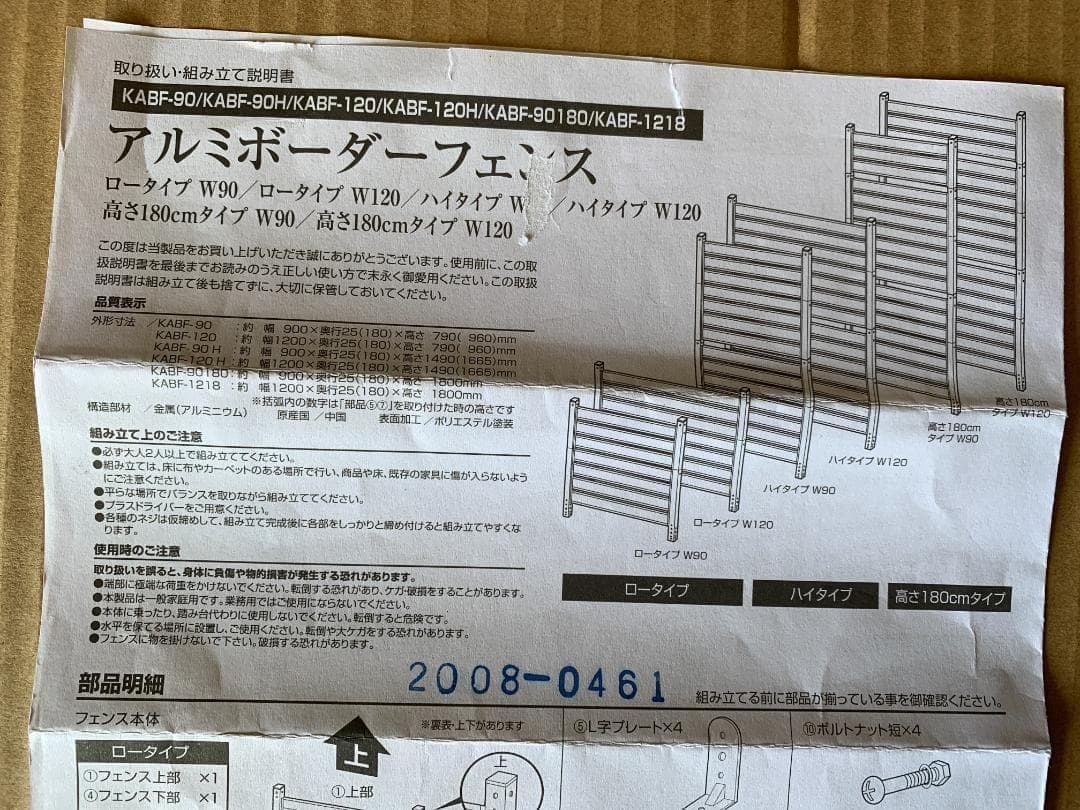 取り扱い・組み立て説明書
KABF-90/KABF-90H/KABF-120/KABF-120H/KABF-90180/KABF-1218
アルミボーダーフェンス
ロータイプ W90／ロータイプ W120／ハイタイプ W ／ハイタイプ W120
高さ180cmタイプ W90／高さ180cmタイプ W120
この度は当製品をお買い上げいただき誠にありがとうございます。使用前に、この取
扱説明書を最後までお読みのうえ正しい使い方で末永く御愛用ください。この取扱
説明書は組み立て後も捨てずに、大切に保管しておいてください。
品質表示
外形寸法 ／KABF-90 :約 幅 900×奥行25(180)×高さ 790( 960)mm
KABF-120 :約 幅1200×奥行25(180)×高さ 790( 960)mm
KABF-90H :約 幅 900×奥行25(180)×高さ1490(1665)mm
KABF-120H :約 幅1200×奥行25(180)×高さ1490(1665)mm
KABF-90180:約 幅 900×奥行25(180)×高さ 1800mm
KABF-1218 :約 幅1200×奥行25(180)×高さ 1800mm
※括弧内の数字は「部品⑤⑦」を取り付けた時の高さです
構造部材 ／金属(アルミニウム) 原産国／中国 表面加工／ポリエステル塗装
組み立て上のご注意
●必ず大人2人以上で組み立ててください。
●組み立ては、床に布やカーペットのある場所で行い、商品や床、既存の家具に傷が入らないよう
にご注意ください。
●平らな場所でバランスを取りながら組み立ててください。
●プラスドライバーをご用意ください。
●各種のネジは仮締めして、組み立て完成後に各部をしっかりと締め付けると組み立てやすくな
ります。
使用時のご注意
取り扱いを誤ると、身体に負傷や物的損害が発生する恐れがあります。
●端部に極端な荷重をかけないでください。転倒する恐れがあり、ケガ・破損をすることがあります。
●本製品は一般家庭用です。業務用ではご使用にならないでください。
●本体に乗ったり、踏み台代わりに使用しないでください。転倒すると危険です。
●水平を保てる場所に設置し、ご使用ください。転倒や大ケガをする恐れがあります。
●フェンスに物を掛けないで下さい。破損する恐れがあります。
高さ180cm
タイプ W120
高さ180cm
タイプ W90
ハイタイプ W120
ハイタイプ W90
ロータイプ W120
ロータイプ W90
ロータイプ
ハイタイプ
高さ180cmタイプ
2008-0461
部品明細
組み立てる前に部品が揃っている事を御確認ください。
フェンス本体
※裏表・上下があります
⑤L字プレート×4
⑩ボルトナット短×4
ロータイプ
①フェンス上部 ×1
④フェンス下部 ×1
上
①上部
上